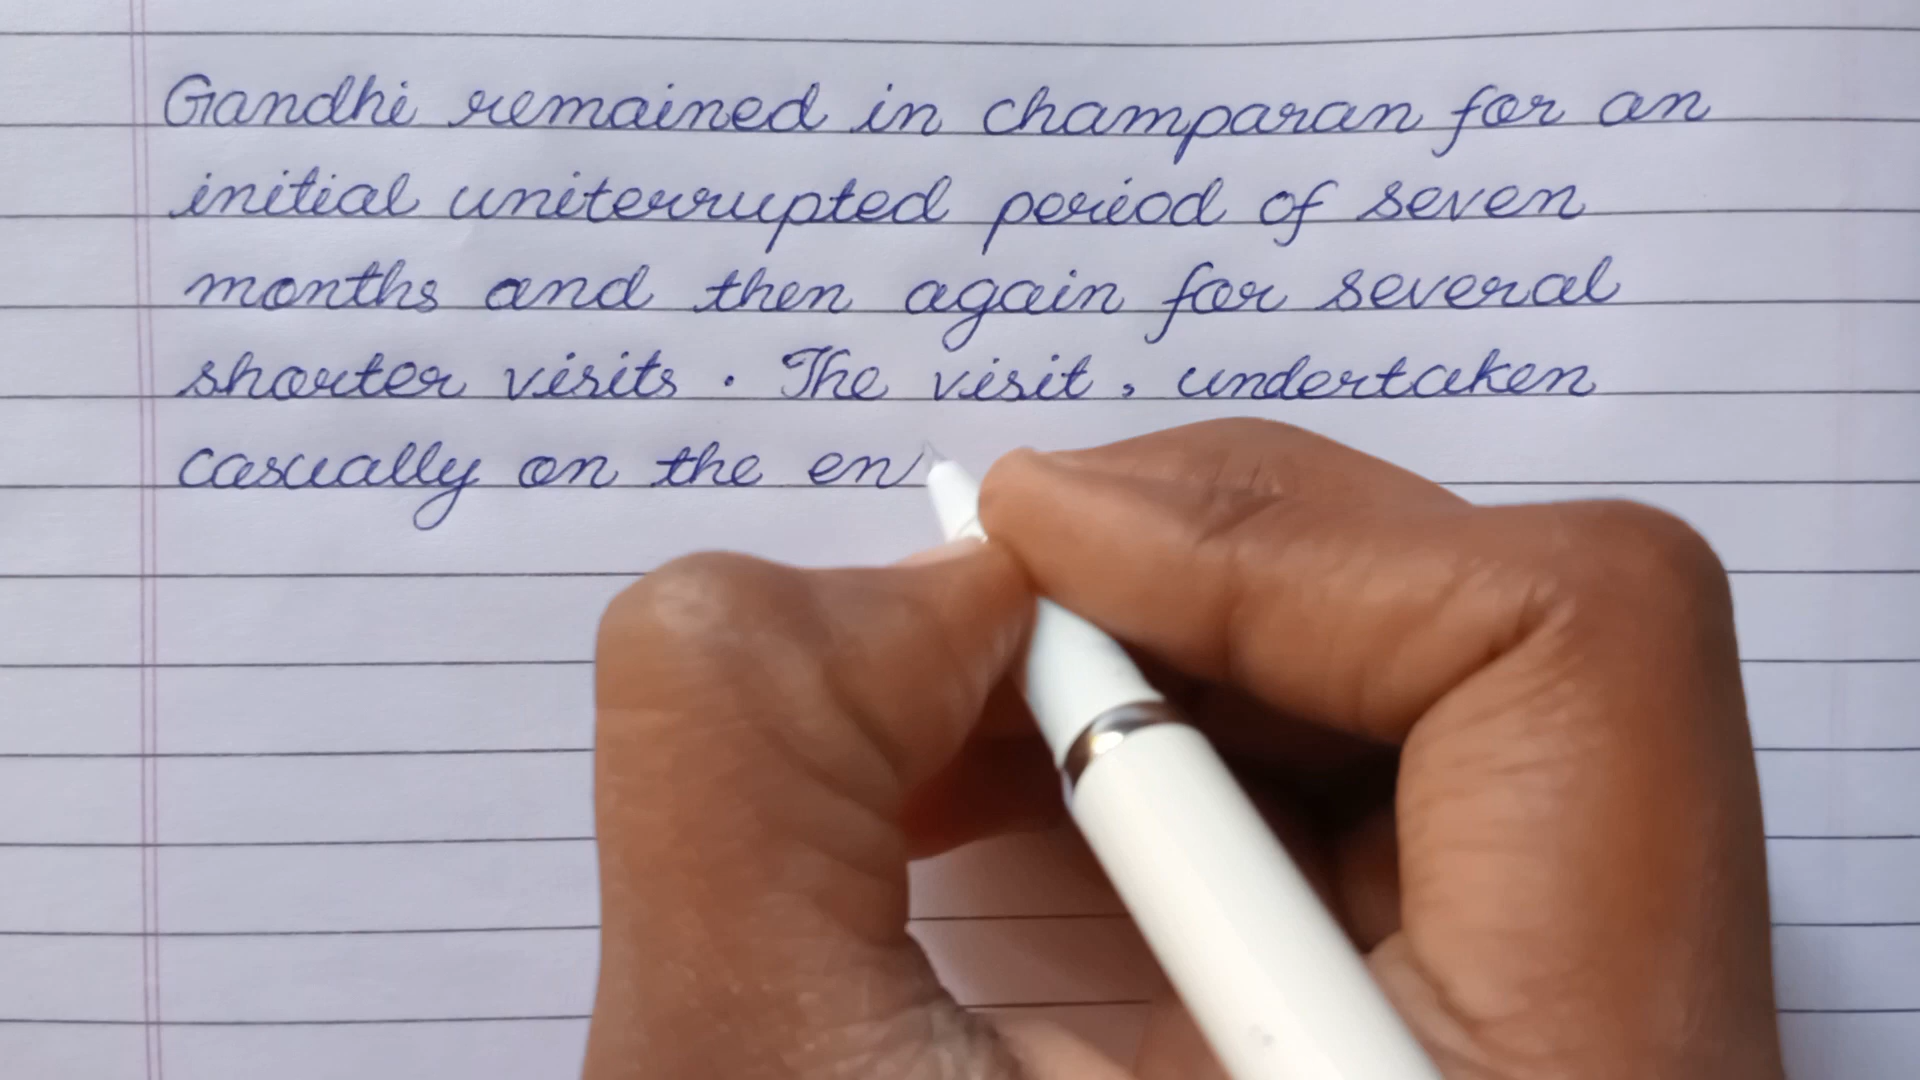 Gandhi remained in champaran for an
initial uniterrupted period of seven
months and then again for several
shorter visits. The visit, undertaken
casually on the en